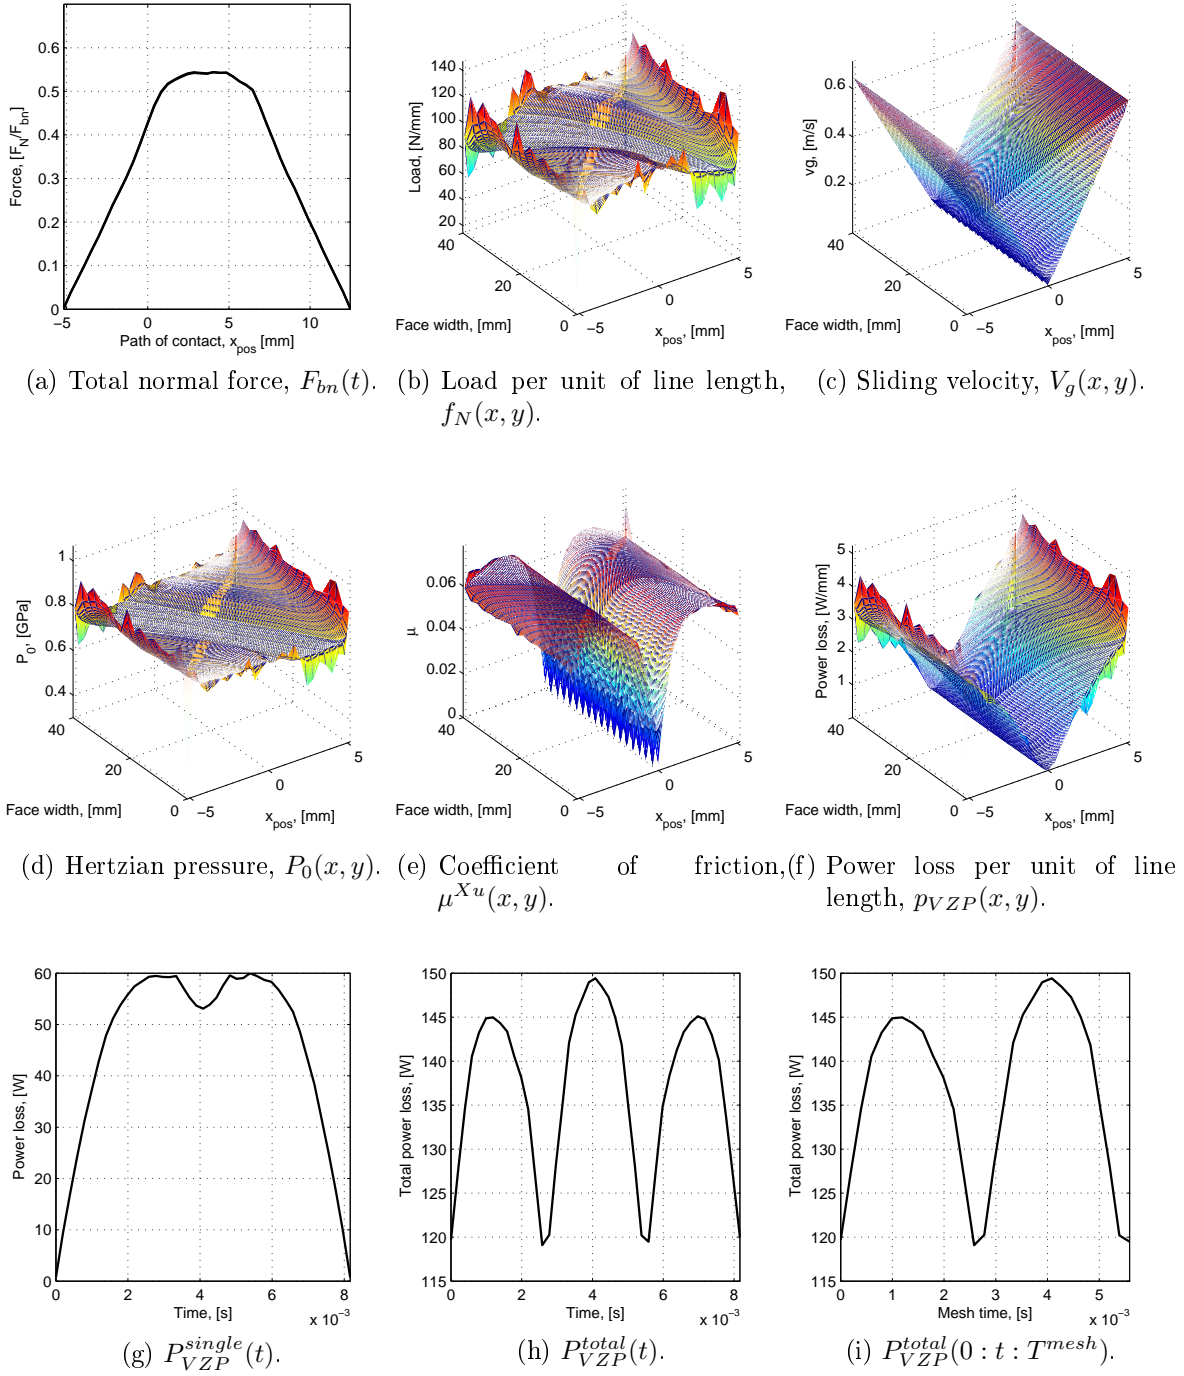 0.6
0.5
0.4
0.3
0.2
0.1
0
Force, [F_N/F_bn]
−5 0 5 10
Path of contact, x_pos [mm]
(a) Total normal force, F_bn(t).
140
120
100
80
60
40
20
Load, [N/mm]
40
20
0
Face width, [mm]
−5
0
5
x_pos, [mm]
(b) Load per unit of line length,
f_N(x, y).
0.6
0.4
0.2
vg, [m/s]
40
20
0
Face width, [mm]
−5
0
5
x_pos, [mm]
(c) Sliding velocity, V_g(x, y).
1
0.8
0.6
0.4
P_0, [GPa]
40
20
0
Face width, [mm]
−5
0
5
x_pos, [mm]
(d) Hertzian pressure, P_0(x, y).
0.06
0.04
0.02
0
μ
40
20
0
Face width, [mm]
−5
0
5
x_pos, [mm]
(e) Coefficient of friction,
μ^Xu(x, y).
5
4
3
2
1
Power loss, [W/mm]
40
20
0
Face width, [mm]
−5
0
5
x_pos, [mm]
(f) Power loss per unit of line
length, p_VZP(x, y).
60
50
40
30
20
10
0
Power loss, [W]
0 2 4 6 8
Time, [s]
x 10^−3
(g) P_VZP^single(t).
150
145
140
135
130
125
120
115
Total power loss, [W]
0 2 4 6 8
Time, [s]
x 10^−3
(h) P_VZP^total(t).
150
145
140
135
130
125
120
115
Total power loss, [W]
0 1 2 3 4 5
Mesh time, [s]
x 10^−3
(i) P_VZP^total(0 : t : T^mesh).